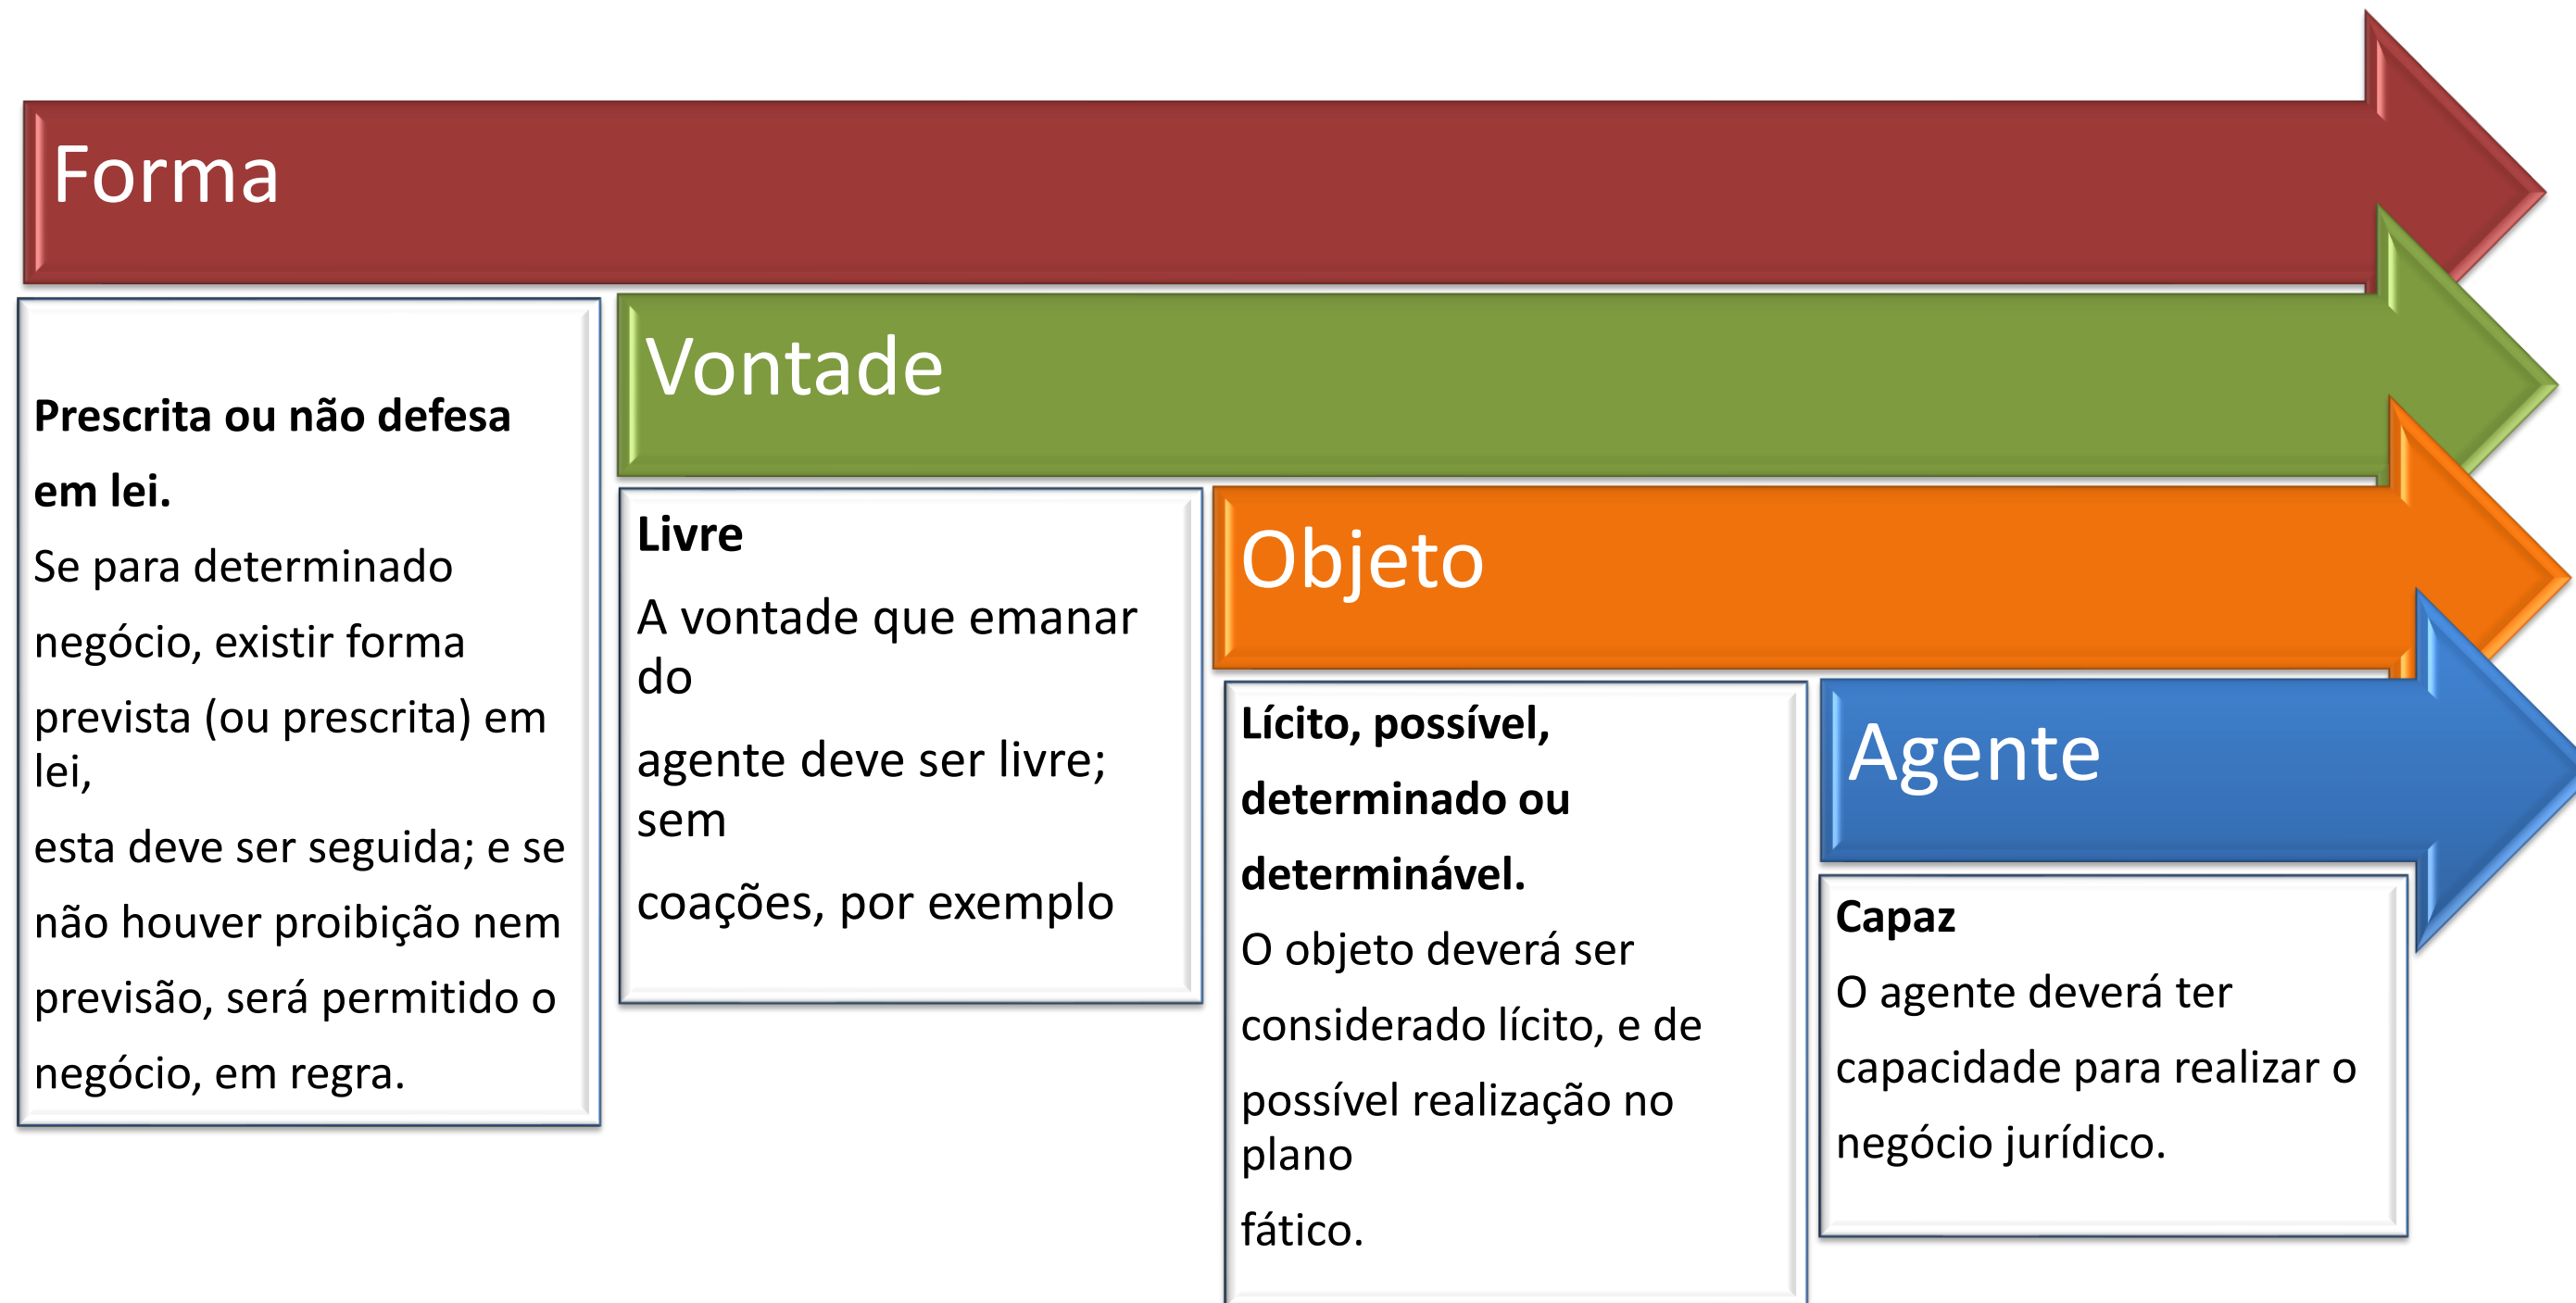 Forma
Prescrita ou não defesa
em lei.
Se para determinado
negócio, existir forma
prevista (ou prescrita) em
lei,
esta deve ser seguida; e se
não houver proibição nem
previsão, será permitido o
negócio, em regra.
Vontade
Livre
A vontade que emanar
do
agente deve ser livre;
sem
coações, por exemplo
Objeto
Lícito, possível,
determinado ou
determinável.
O objeto deverá ser
considerado lícito, e de
possível realização no
plano
fático.
Agente
Capaz
O agente deverá ter
capacidade para realizar o
negócio jurídico.